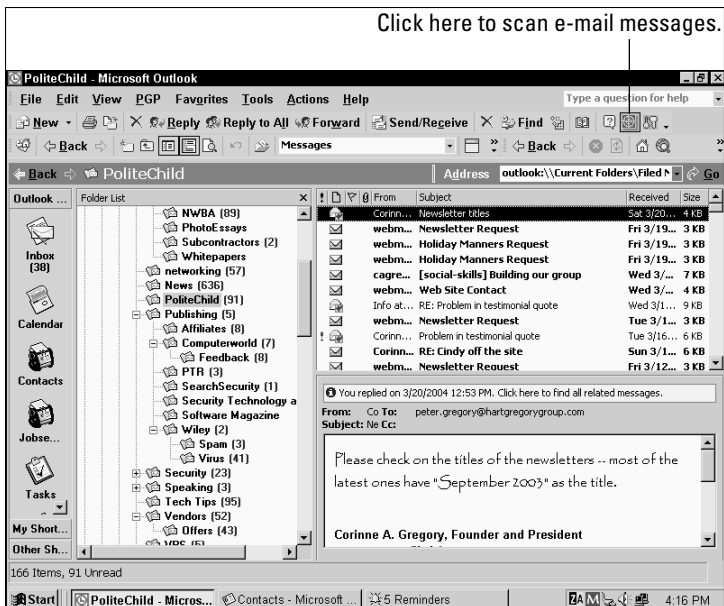 Click here to scan e-mail messages.
PoliteChild - Microsoft Outlook
File Edit View PGP Favorites Tools Actions Help Type a question for help
New Reply Reply to All Forward Send/Receive Find
Back Messages Back
Back PoliteChild Address outlook:\\Current Folders\Filed M Go
Outlook ... Folder List
Inbox (38)
Calendar
Contacts
Jobse...
Tasks
My Short...
Other Sh...
NWBA (89)
PhotoEssays
Subcontractors (2)
Whitepapers
networking (57)
News (636)
PoliteChild (91)
Publishing (5)
Affiliates (8)
Computerworld (7)
Feedback (8)
PTR (3)
SearchSecurity (1)
Security Technology a
Software Magazine
Wiley (2)
Spam (3)
Virus (41)
Security (23)
Speaking (3)
Tech Tips (95)
Vendors (52)
Offers (43)
VPS (5)
! From Subject Received Size
Corinn... Newsletter titles Sat 3/20... 4 KB
webm... Newsletter Request Fri 3/19... 3 KB
webm... Holiday Manners Request Fri 3/19... 3 KB
webm... Holiday Manners Request Fri 3/19... 3 KB
cagre... [social-skills] Building our group Wed 3/... 7 KB
webm... Web Site Contact Wed 3/... 4 KB
Info at... RE: Problem in testimonial quote Wed 3/1... 9 KB
webm... Newsletter Request Tue 3/1... 3 KB
! Corinn... Problem in testimonial quote Tue 3/16... 6 KB
Corinn... RE: Cindy off the site Sun 3/1... 6 KB
webm... Newsletter Request Fri 3/12... 3 KB
You replied on 3/20/2004 12:53 PM. Click here to find all related messages.
From: Co To: peter.gregory@hartgregorygroup.com
Subject: Ne Cc:
Please check on the titles of the newsletters -- most of the
latest ones have "September 2003" as the title.
Corinne A. Gregory, Founder and President
166 Items, 91 Unread
Start PoliteChild - Micros... Contacts - Microsoft ... 5 Reminders 4:16 PM